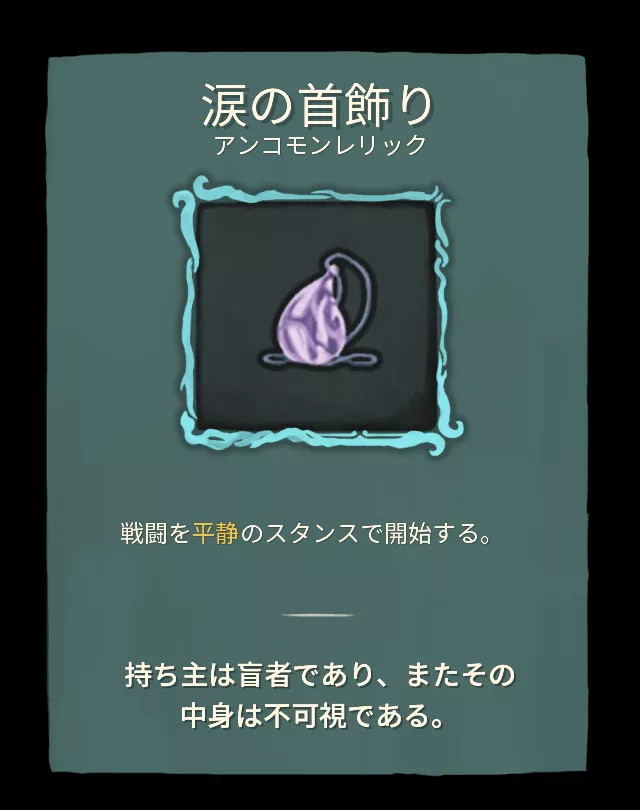 涙の首飾り
アンコモンレリック
戦闘を平静のスタンスで開始する。
持ち主は盲者であり、またその
中身は不可視である。